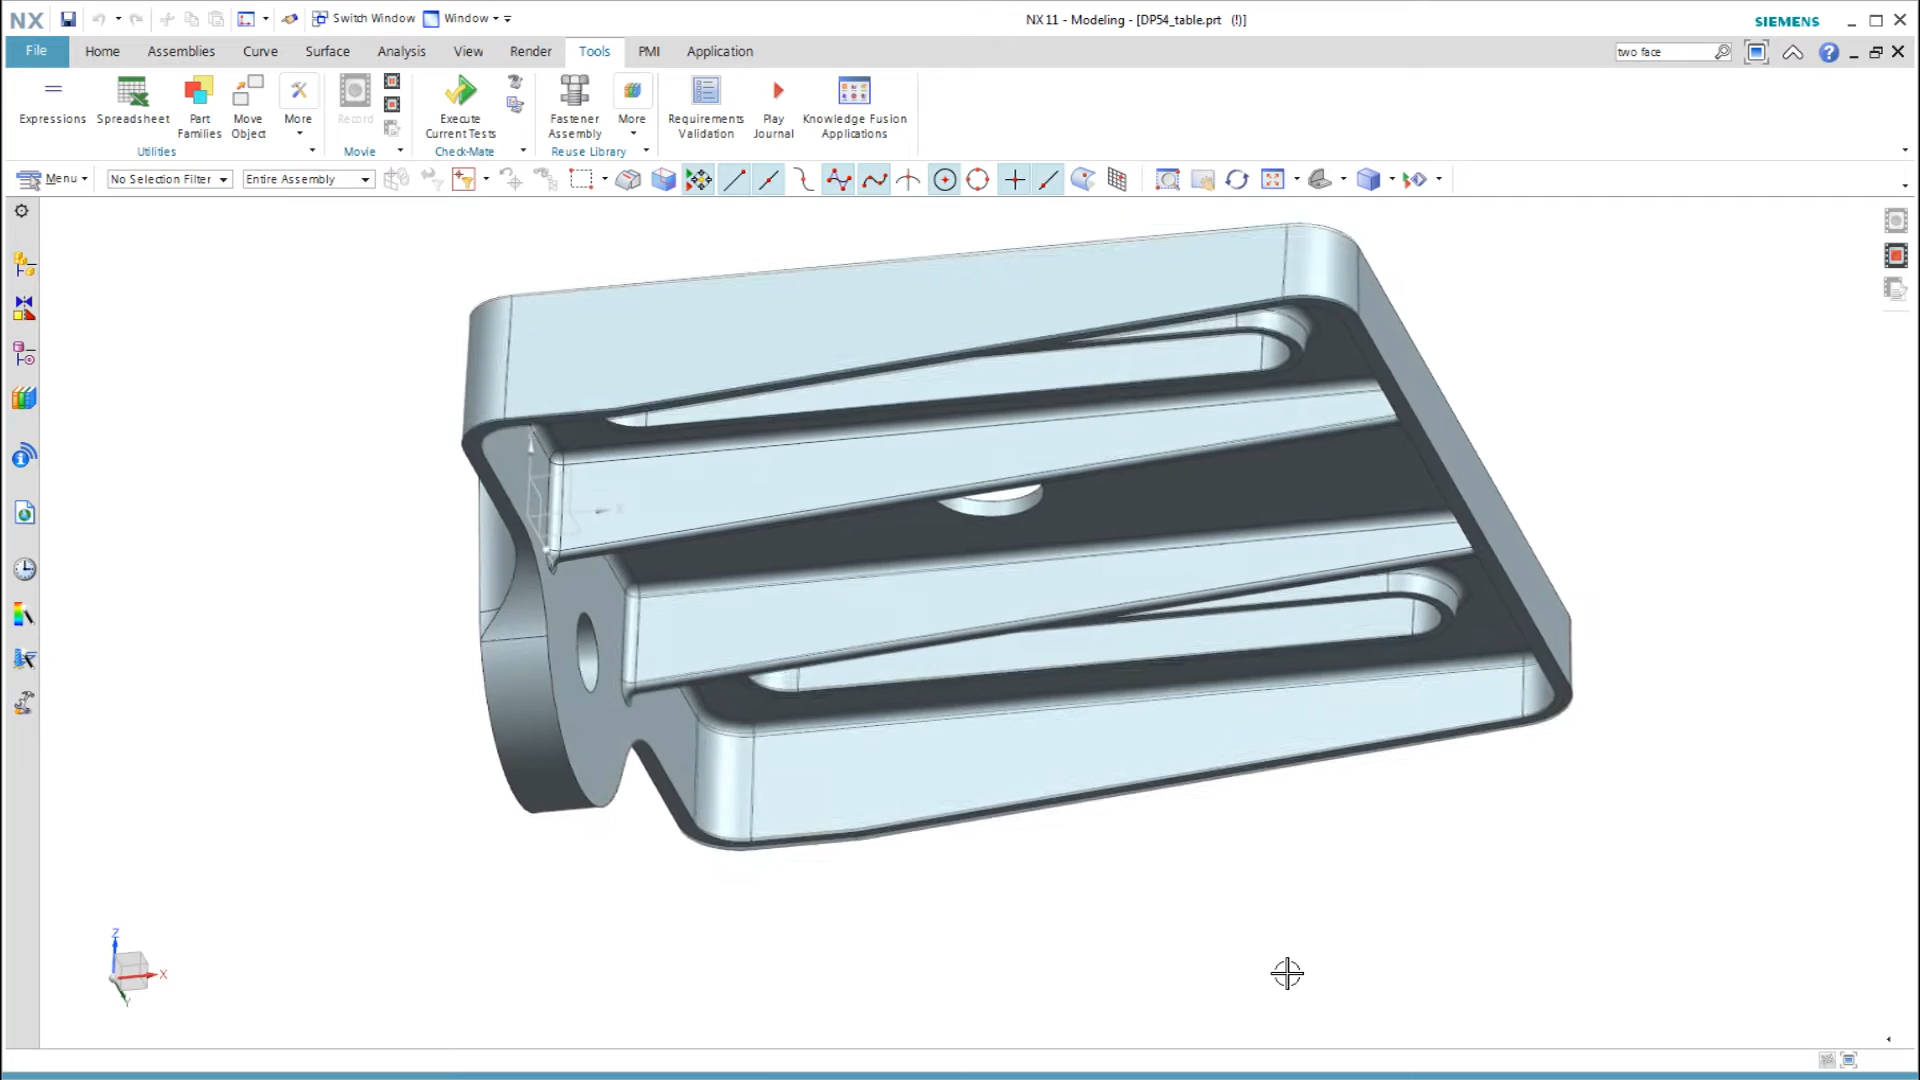 NX
Switch Window
Window
NX 11 - Modeling - [DP54_table.prt (!)]
SIEMENS
File
Home
Assemblies
Curve
Surface
Analysis
View
Render
Tools
PMI
Application
two face
Expressions
Spreadsheet
Part
Families
Move
Object
More
Record
Execute
Current Tests
Fastener
Assembly
More
Requirements
Validation
Play
Journal
Knowledge Fusion
Applications
Utilities
Movie
Check-Mate
Reuse Library
Menu
No Selection Filter
Entire Assembly
X
Z
X
Y